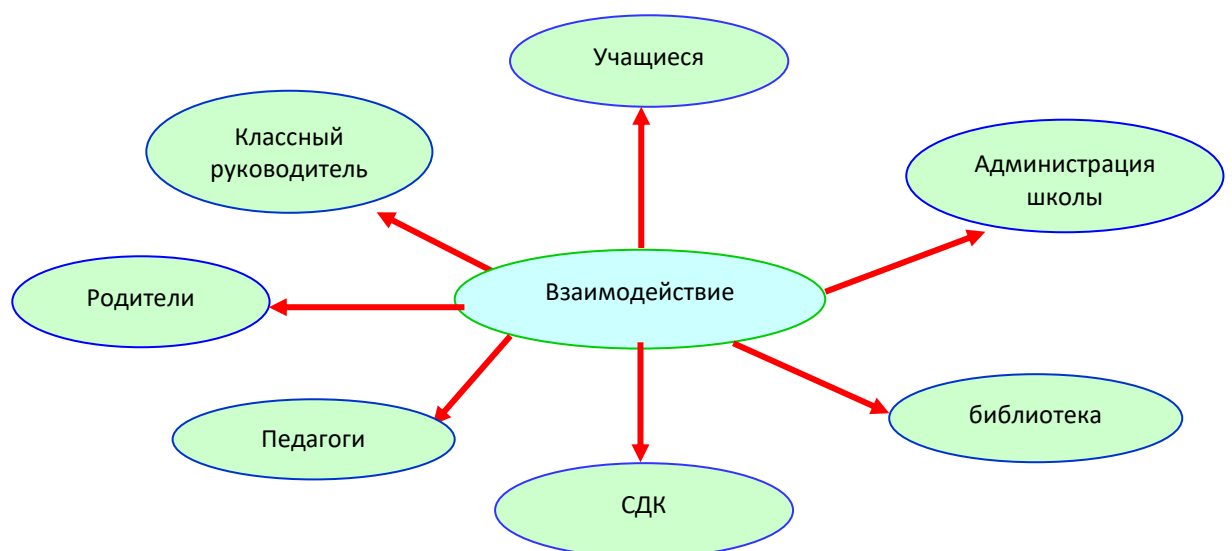 Учащиеся
Классный
руководитель
Администрация
школы
Родители
Взаимодействие
библиотека
Педагоги
СДК